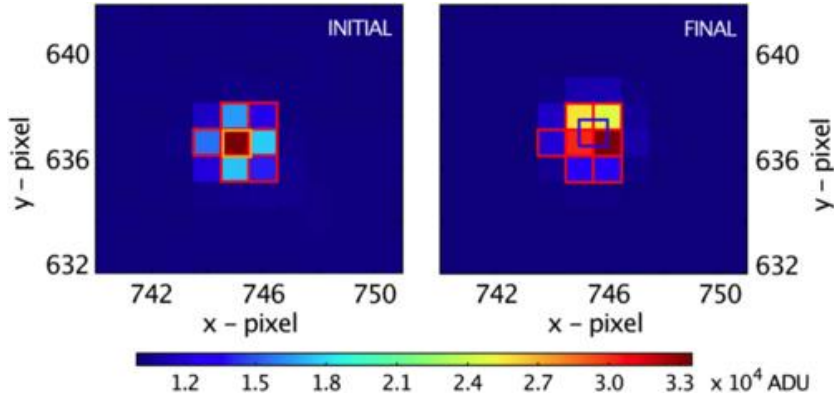 INITIAL
FINAL
640
636
632
y – pixel
742 746 750
x – pixel
640
636
632
y – pixel
742 746 750
x – pixel
1.2 1.5 1.8 2.1 2.4 2.7 3.0 3.3 x 10⁴ ADU